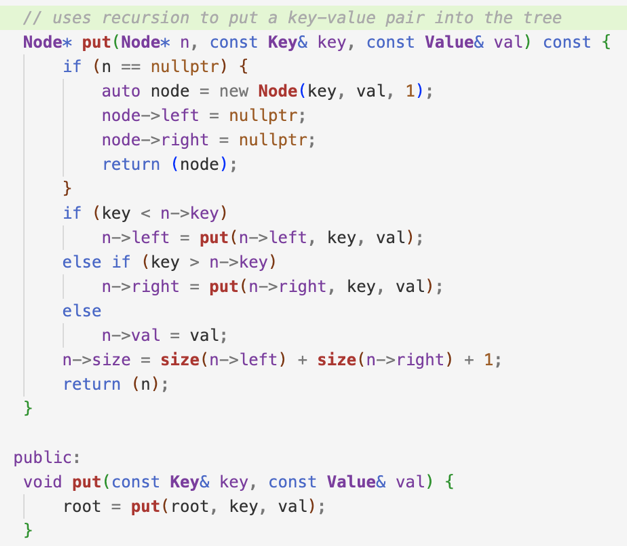 // uses recursion to put a key-value pair into the tree
Node* put(Node* n, const Key& key, const Value& val) const {
    if (n == nullptr) {
        auto node = new Node(key, val, 1);
        node->left = nullptr;
        node->right = nullptr;
        return (node);
    }
    if (key < n->key)
        n->left = put(n->left, key, val);
    else if (key > n->key)
        n->right = put(n->right, key, val);
    else
        n->val = val;
    n->size = size(n->left) + size(n->right) + 1;
    return (n);
}

public:
void put(const Key& key, const Value& val) {
    root = put(root, key, val);
}